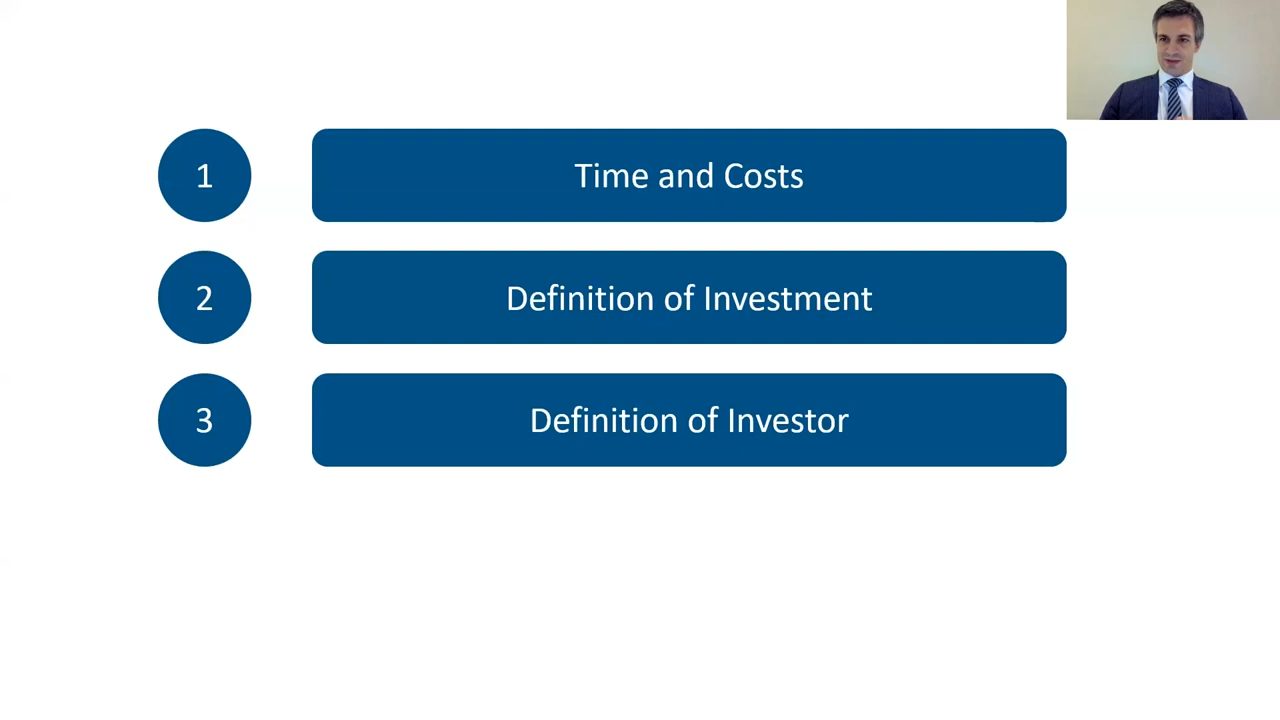 1
Time and Costs
2
Definition of Investment
3
Definition of Investor